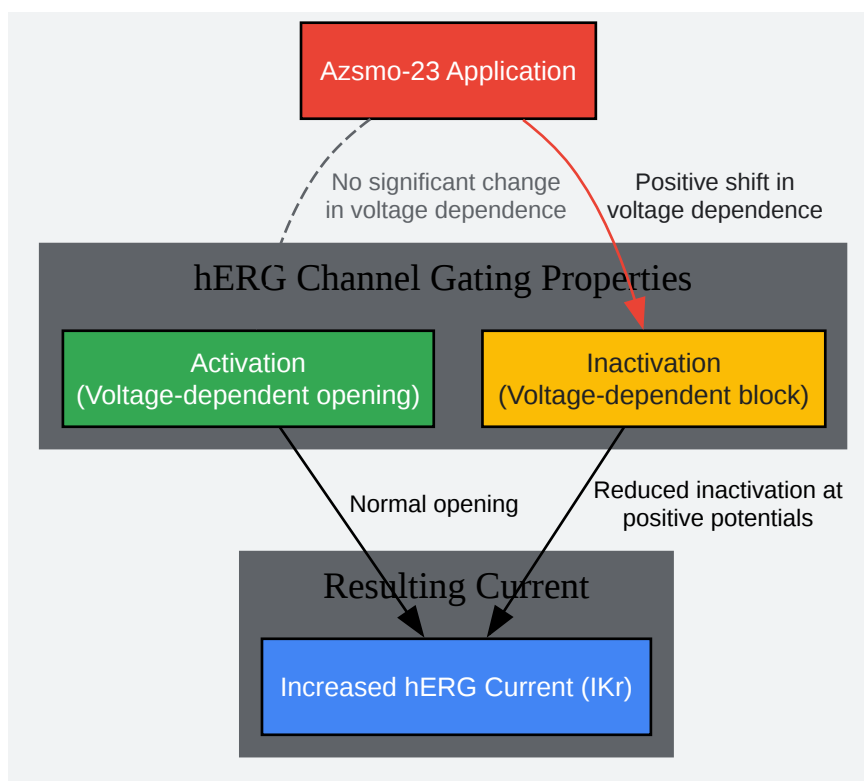 Azsmo-23 Application
No significant change
in voltage dependence
Positive shift in
voltage dependence
hERG Channel Gating Properties
Activation
(Voltage-dependent opening)
Inactivation
(Voltage-dependent block)
Normal opening
Reduced inactivation at
positive potentials
Resulting Current
Increased hERG Current (IKr)